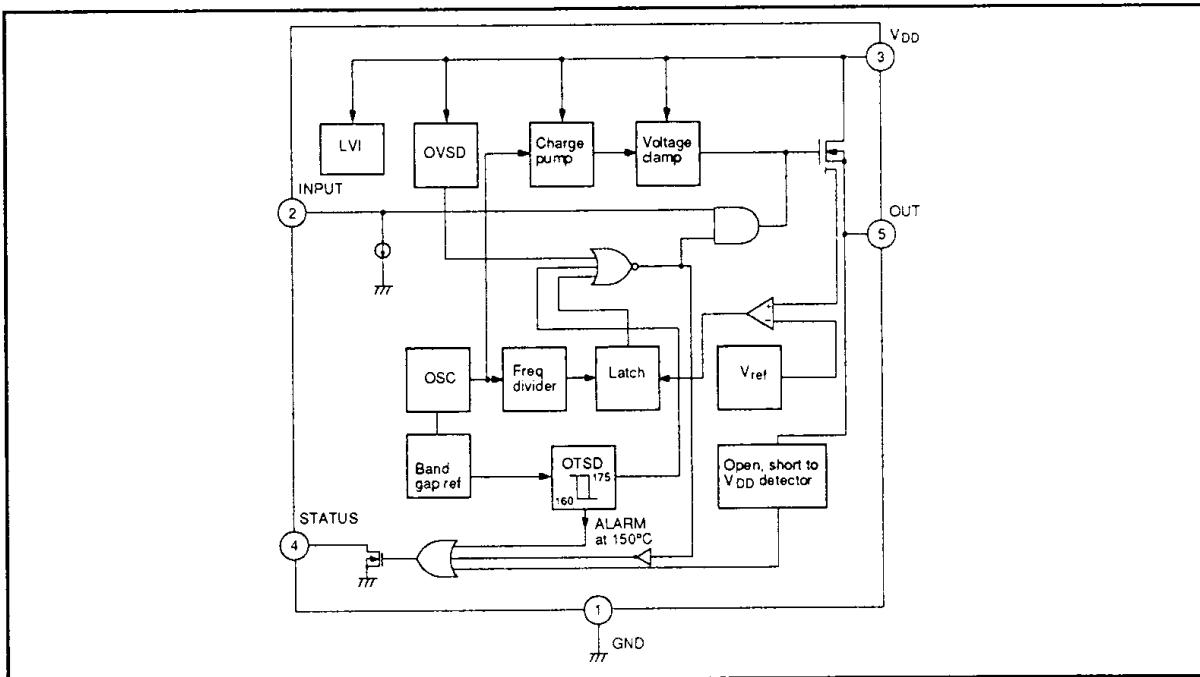 VDD
3
LVI
OVSD
Charge
pump
Voltage
clamp
INPUT
2
OUT
5
+
−
OSC
Freq
divider
Latch
Vref
Band
gap ref
OTSD
175
160
Open, short to
VDD detector
STATUS
4
ALARM
at 150°C
1
GND